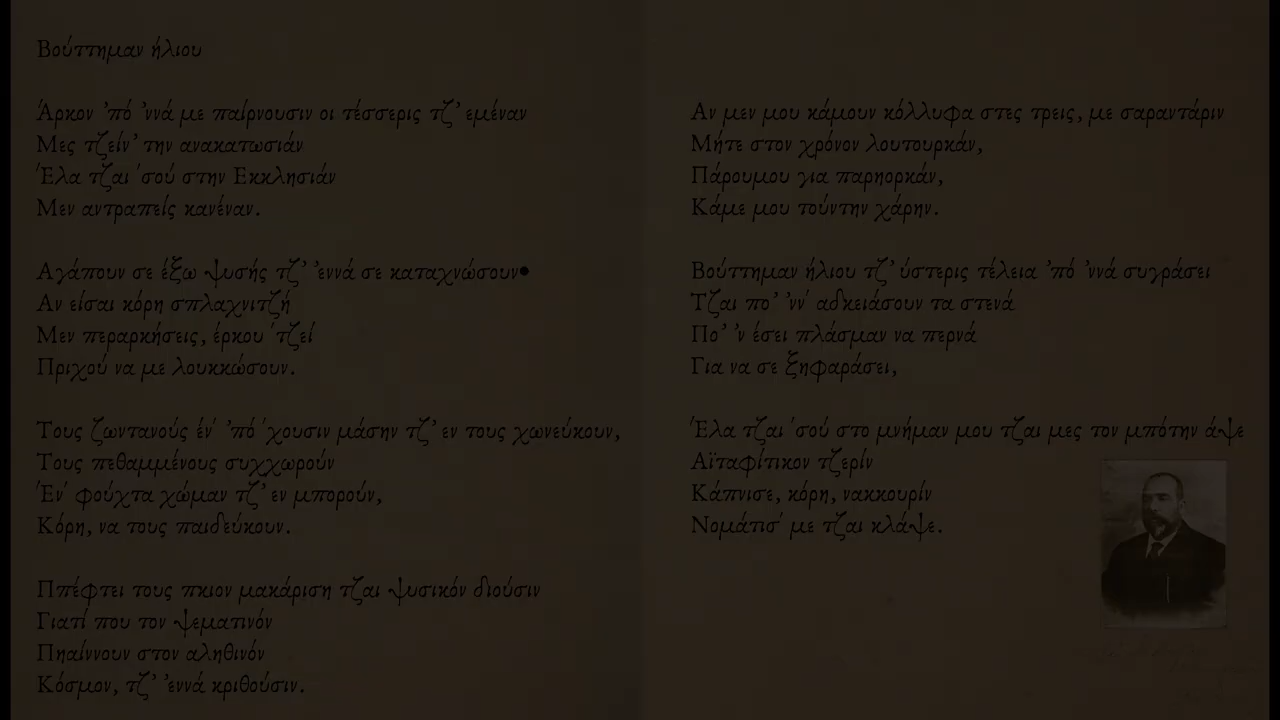 Βούττημαν ήλιου
Άρκον 'πό 'ννά με παίρνουσιν οι τέσσερις τζ' εμέναν
Μες τζείν' την ανακατωσιάν
Έλα τζαι 'σού στην Εκκλησιάν
Μεν αντραπείς κανέναν.
Αγάπουν σε έξω ψυσής τζ' 'εννά σε καταχνώσουν•
Αν είσαι κόρη σπλαχνιτζή
Μεν περαρκήσεις, έρκου 'τζεί
Πριχού να με λουκκώσουν.
Τους ζωντανούς έν' 'πό 'χουσιν μάσην τζ' εν τους χωνεύκουν,
Τους πεθαμμένους συχχωρούν
Έν' φούχτα χώμαν τζ' εν μπορούν,
Κόρη, να τους παιδεύκουν.
Ππέφτει τους πκιον μακάριση τζαι ψυσικόν διούσιν
Γιατί που τον ψεματινόν
Πηαίννουν στον αληθινόν
Κόσμον, τζ' 'εννά κριθούσιν.
Αν μεν μου κάμουν κόλλυφα στες τρεις, με σαραντάριν
Μήτε στον χρόνον λουτουρκάν,
Πάρουμου για παρηορκάν,
Κάμε μου τούντην χάρην.
Βούττημαν ήλιου τζ' ύστερις τέλεια 'πό 'ννά συγράσει
Τζαι πο' 'νν' αδκειάσουν τα στενά
Πο' 'ν έσει πλάσμαν να περνά
Για να σε ξηφαράσει,
Έλα τζαι 'σού στο μνήμαν μου τζαι μες τον μπότην άψε
Αϊταφίτικον τζερίν
Κάπνισε, κόρη, νακκουρίν
Νομάτισ' με τζαι κλάψε.